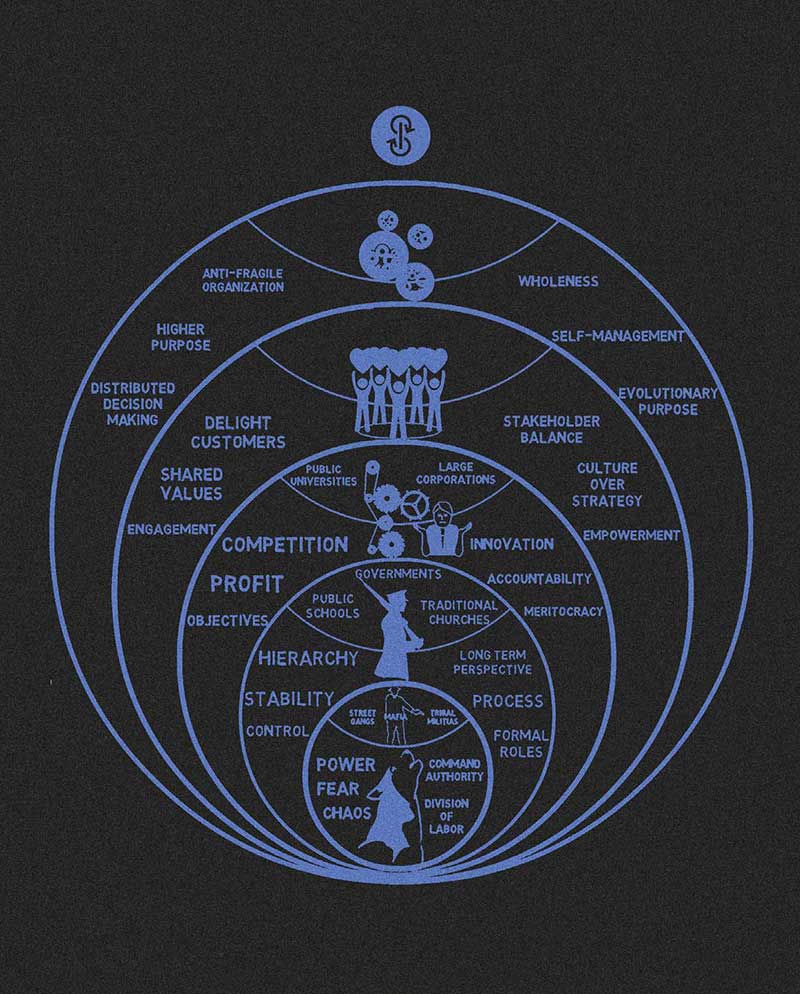 ANTI-FRAGILE
ORGANIZATION
WHOLENESS
HIGHER
PURPOSE
SELF-MANAGEMENT
DISTRIBUTED
DECISION
MAKING
EVOLUTIONARY
PURPOSE
DELIGHT
CUSTOMERS
STAKEHOLDER
BALANCE
SHARED
VALUES
CULTURE
OVER
STRATEGY
ENGAGEMENT
EMPOWERMENT
PUBLIC
UNIVERSITIES
LARGE
CORPORATIONS
COMPETITION
INNOVATION
PROFIT
ACCOUNTABILITY
OBJECTIVES
MERITOCRACY
GOVERNMENTS
PUBLIC
SCHOOLS
TRADITIONAL
CHURCHES
HIERARCHY
LONG TERM
PERSPECTIVE
STABILITY
PROCESS
CONTROL
FORMAL
ROLES
STREET
GANGS
MAFIA
TRIBAL
MILITIAS
POWER
FEAR
CHAOS
COMMAND
AUTHORITY
DIVISION
OF
LABOR